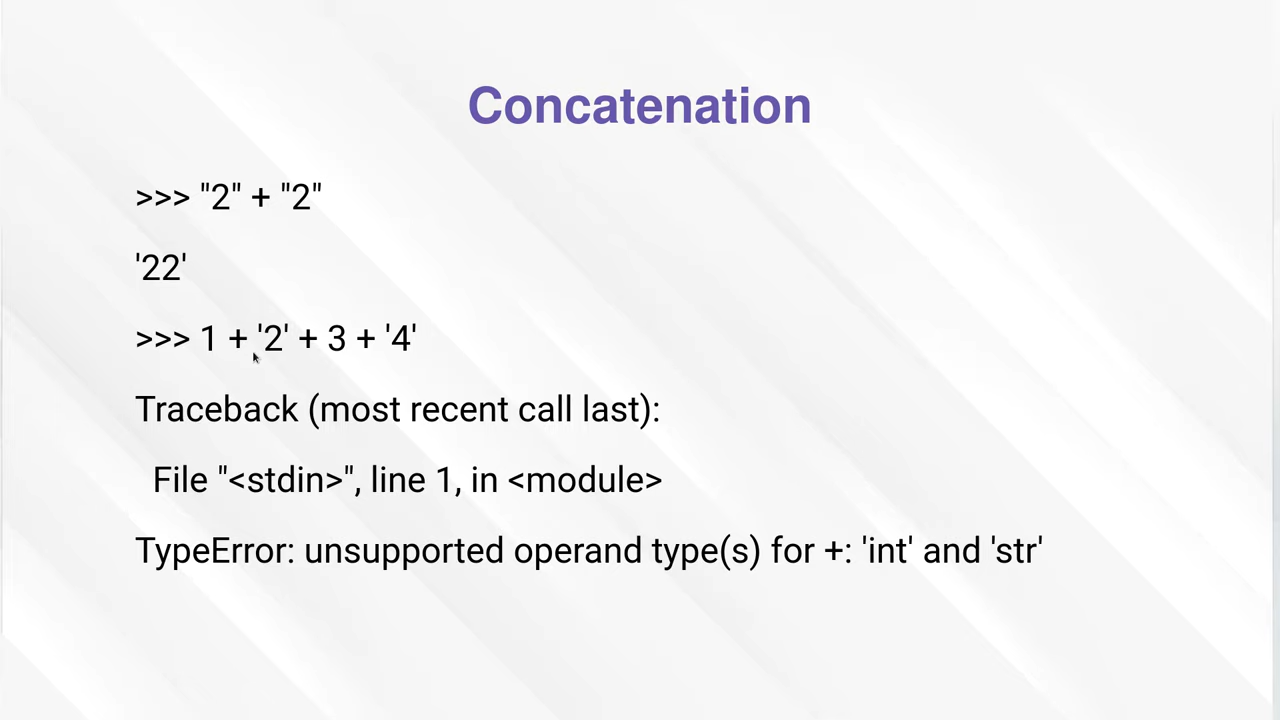 Concatenation
>>> "2" + "2"
'22'
>>> 1 + '2' + 3 + '4'
Traceback (most recent call last):
File "<stdin>", line 1, in <module>
TypeError: unsupported operand type(s) for +: 'int' and 'str'